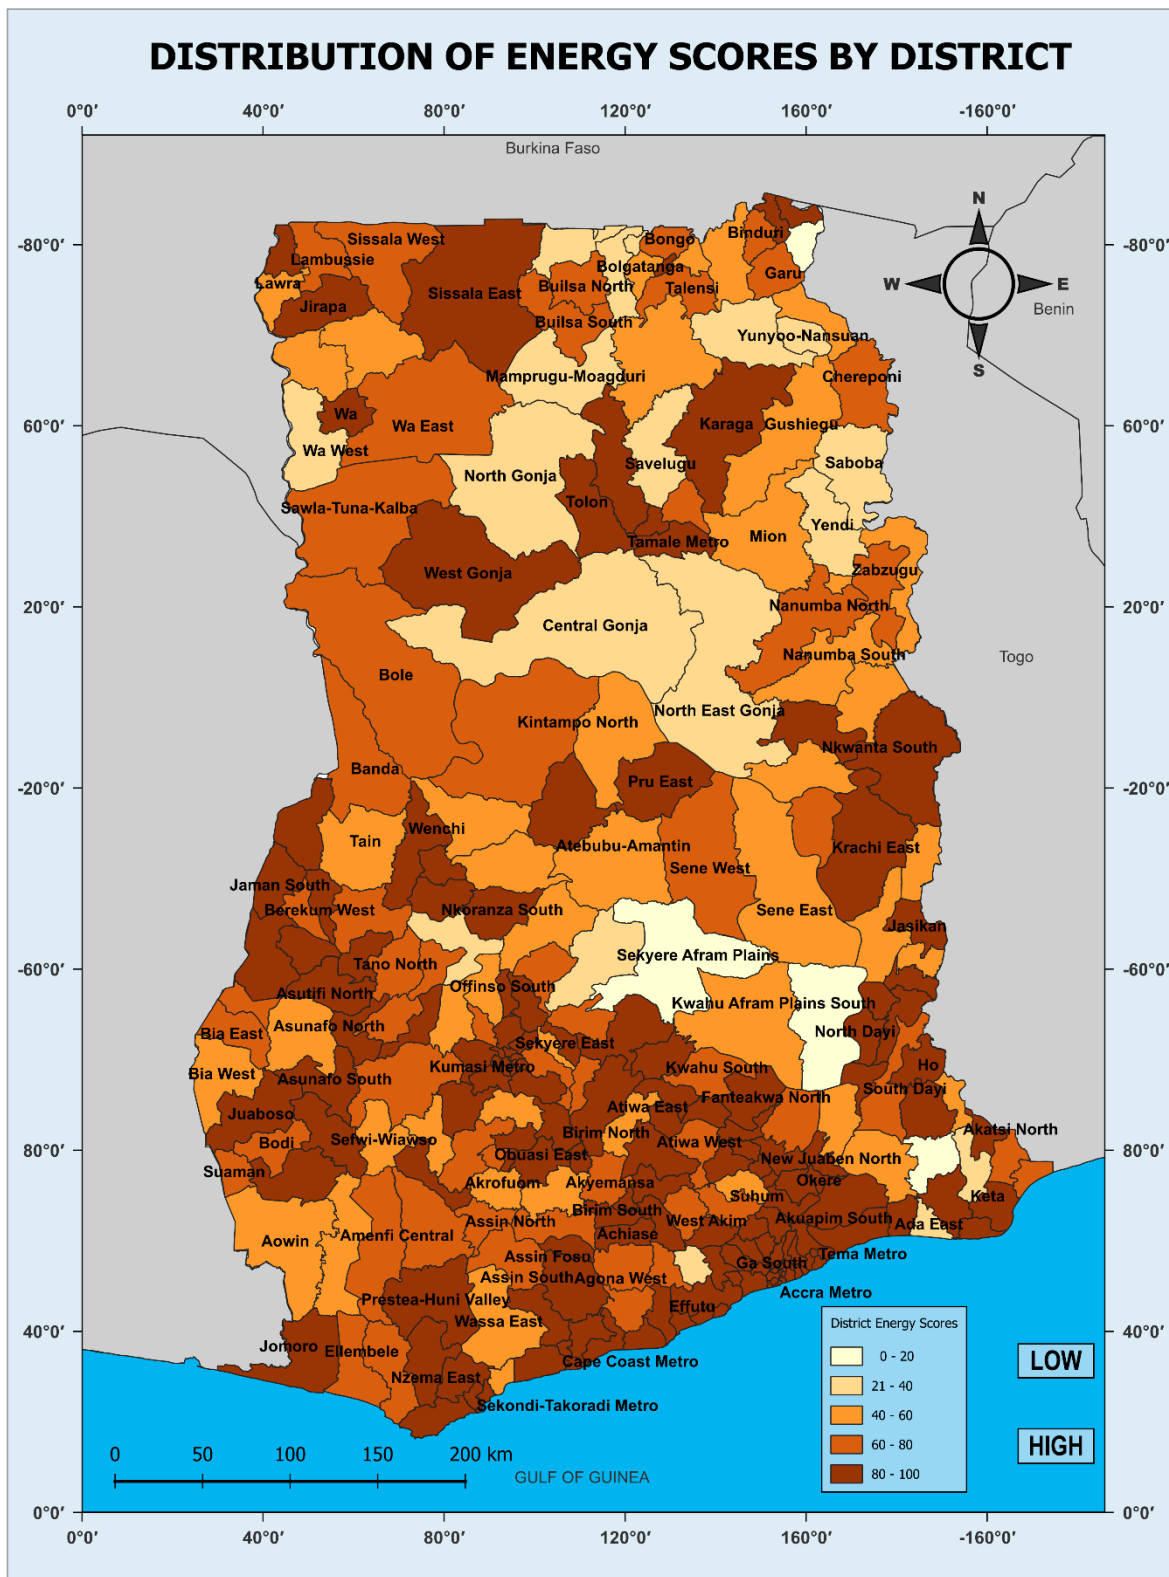 DISTRIBUTION OF ENERGY SCORES BY DISTRICT
0°0′ 40°0′ 80°0′ 120°0′ 160°0′ -160°0′
Burkina Faso
N
-80°0′ -80°0′
W E
S
Benin
Sissala West
Bongo
Binduri
Lambussie
Bolgatanga
Lawra
Garu
Builsa North
Talensi
Sissala East
Jirapa
Builsa South
Yunyoo-Nansuan
Mamprugu-Moagduri
Chereponi
Wa
60°0′ 60°0′
Wa East
Karaga
Gushiegu
Wa West
Savelugu
Saboba
North Gonja
Tolon
Sawla-Tuna-Kalba
Yendi
Mion
Tamale Metro
West Gonja
Zabzugu
20°0′ 20°0′
Nanumba North
Central Gonja
Nanumba South
Togo
Bole
North East Gonja
Kintampo North
Nkwanta South
Banda
Pru East
-20°0′ -20°0′
Wenchi
Tain
Atebubu-Amantin
Krachi East
Sene West
Jaman South
Berekum West
Nkoranza South
Sene East
Jasikan
Sekyere Afram Plains
Tano North
-60°0′ -60°0′
Offinso South
Asutifi North
Kwahu Afram Plains South
Asunafo North
Bia East
North Dayi
Sekyere East
Kumasi Metro
Kwahu South
Ho
Bia West
Asunafo South
South Dayi
Fanteakwa North
Juaboso
Atiwa East
Akatsi North
Birim North
Bodi
Sefwi-Wiawso
Atiwa West
80°0′ 80°0′
Obuasi East
New Juaben North
Suaman
Akrofuom
Akyemansa
Okere
Suhum
Keta
Birim South
Assin North
West Akim
Akuapim South
Ada East
Amenfi Central
Achiase
Aowin
Assin Fosu
Tema Metro
Ga South
Assin South
Agona West
Accra Metro
Prestea-Huni Valley
Effutu
Wassa East
40°0′ 40°0′
Jomoro
Ellembele
Cape Coast Metro
Nzema East
Sekondi-Takoradi Metro
District Energy Scores
0 - 20
21 - 40
40 - 60
60 - 80
80 - 100
LOW
HIGH
0 50 100 150 200 km
GULF OF GUINEA
0°0′ 0°0′
0°0′ 40°0′ 80°0′ 120°0′ 160°0′ -160°0′